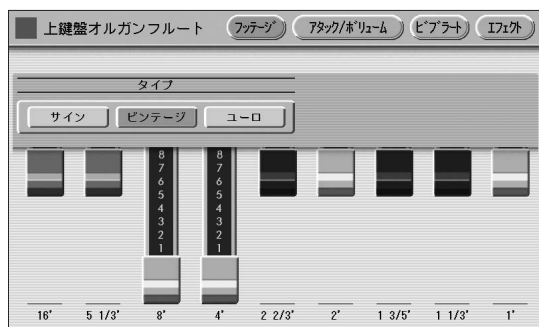 上鍵盤オルガンフルート フッテージ アタック/ボリューム ビブラート エフェクト
タイプ
サイン ビンテージ ユーロ
8 8
7 7
6 6
5 5
4 4
3 3
2 2
1 1
16' 5 1/3' 8' 4' 2 2/3' 2' 1 3/5' 1 1/3' 1'